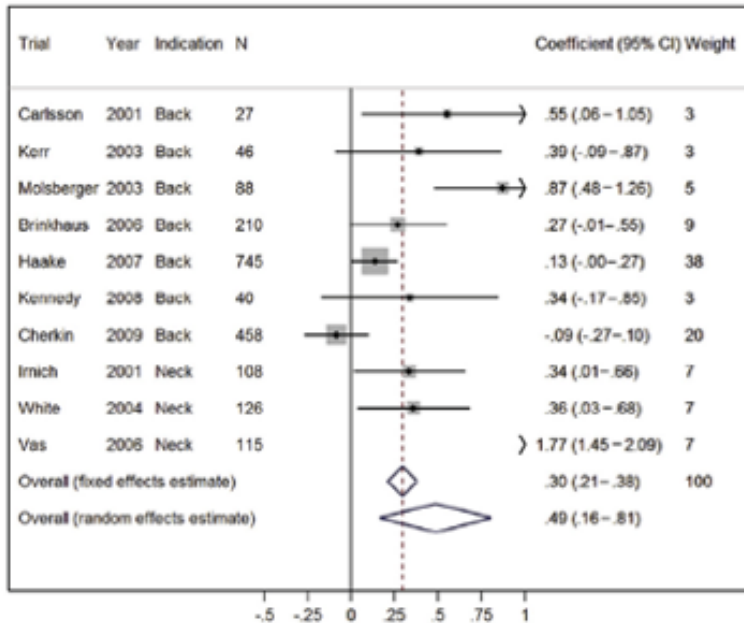 Trial Year Indication N Coefficient (95% CI) Weight
Carlsson 2001 Back 27 .55 (.06 – 1.05) 3
Kerr 2003 Back 46 .39 (-.09 – .87) 3
Molsberger 2003 Back 88 .87 (.48 – 1.26) 5
Brinkhaus 2006 Back 210 .27 (-.01 – .55) 9
Haake 2007 Back 745 .13 (-.00 – .27) 38
Kennedy 2008 Back 40 .34 (-.17 – .85) 3
Cherkin 2009 Back 458 -.09 (-.27 – .10) 20
Irnich 2001 Neck 108 .34 (.01 – .66) 7
White 2004 Neck 126 .36 (.03 – .68) 7
Vas 2006 Neck 115 1.77 (1.45 – 2.09) 7
Overall (fixed effects estimate) .30 (.21 – .38) 100
Overall (random effects estimate) .49 (.16 – .81)
-.5 -.25 0 .25 .5 .75 1